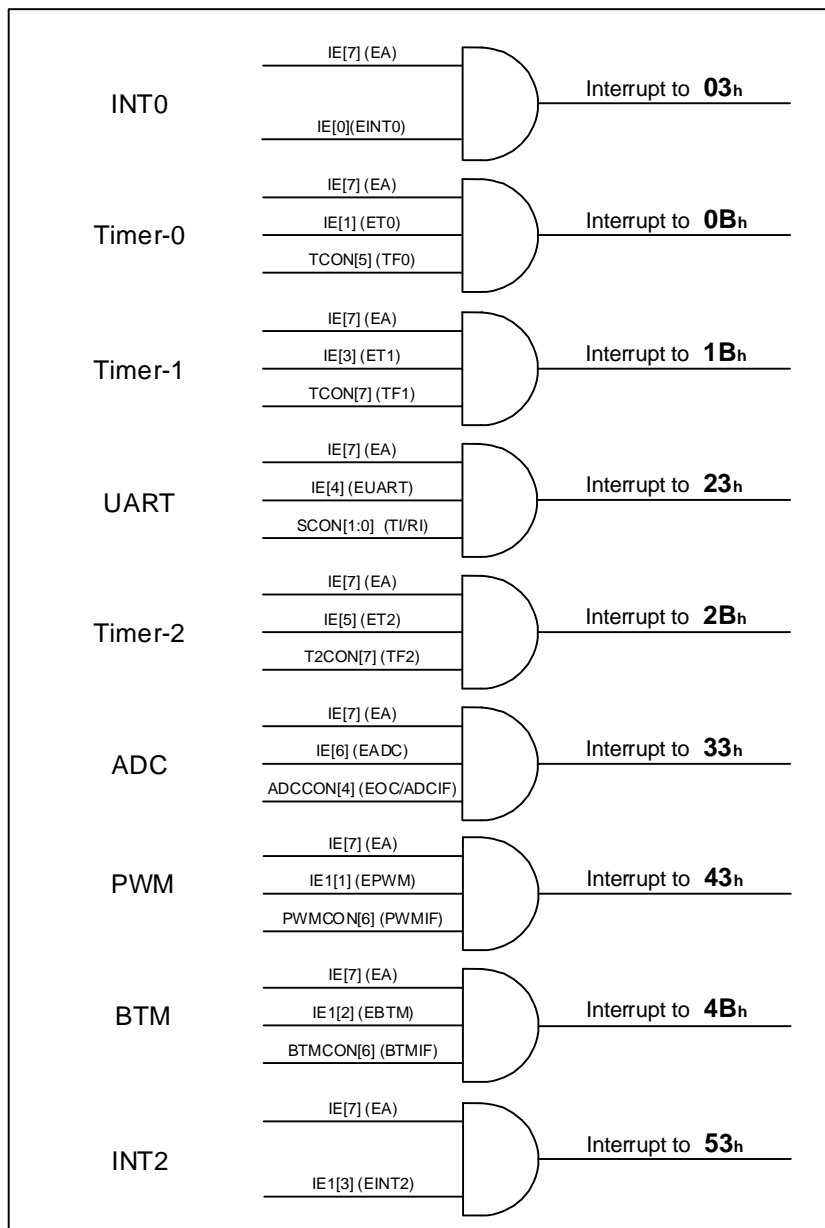 IE[7] (EA)
INT0
Interrupt to 03h
IE[0](EINT0)
IE[7] (EA)
Timer-0
IE[1] (ET0)
Interrupt to 0Bh
TCON[5] (TF0)
IE[7] (EA)
Timer-1
IE[3] (ET1)
Interrupt to 1Bh
TCON[7] (TF1)
IE[7] (EA)
UART
IE[4] (EUART)
Interrupt to 23h
SCON[1:0] (TI/RI)
IE[7] (EA)
Timer-2
IE[5] (ET2)
Interrupt to 2Bh
T2CON[7] (TF2)
IE[7] (EA)
ADC
IE[6] (EADC)
Interrupt to 33h
ADCCON[4] (EOC/ADCIF)
IE[7] (EA)
PWM
IE1[1] (EPWM)
Interrupt to 43h
PWMCON[6] (PWMIF)
IE[7] (EA)
BTM
IE1[2] (EBTM)
Interrupt to 4Bh
BTMCON[6] (BTMIF)
IE[7] (EA)
INT2
Interrupt to 53h
IE1[3] (EINT2)